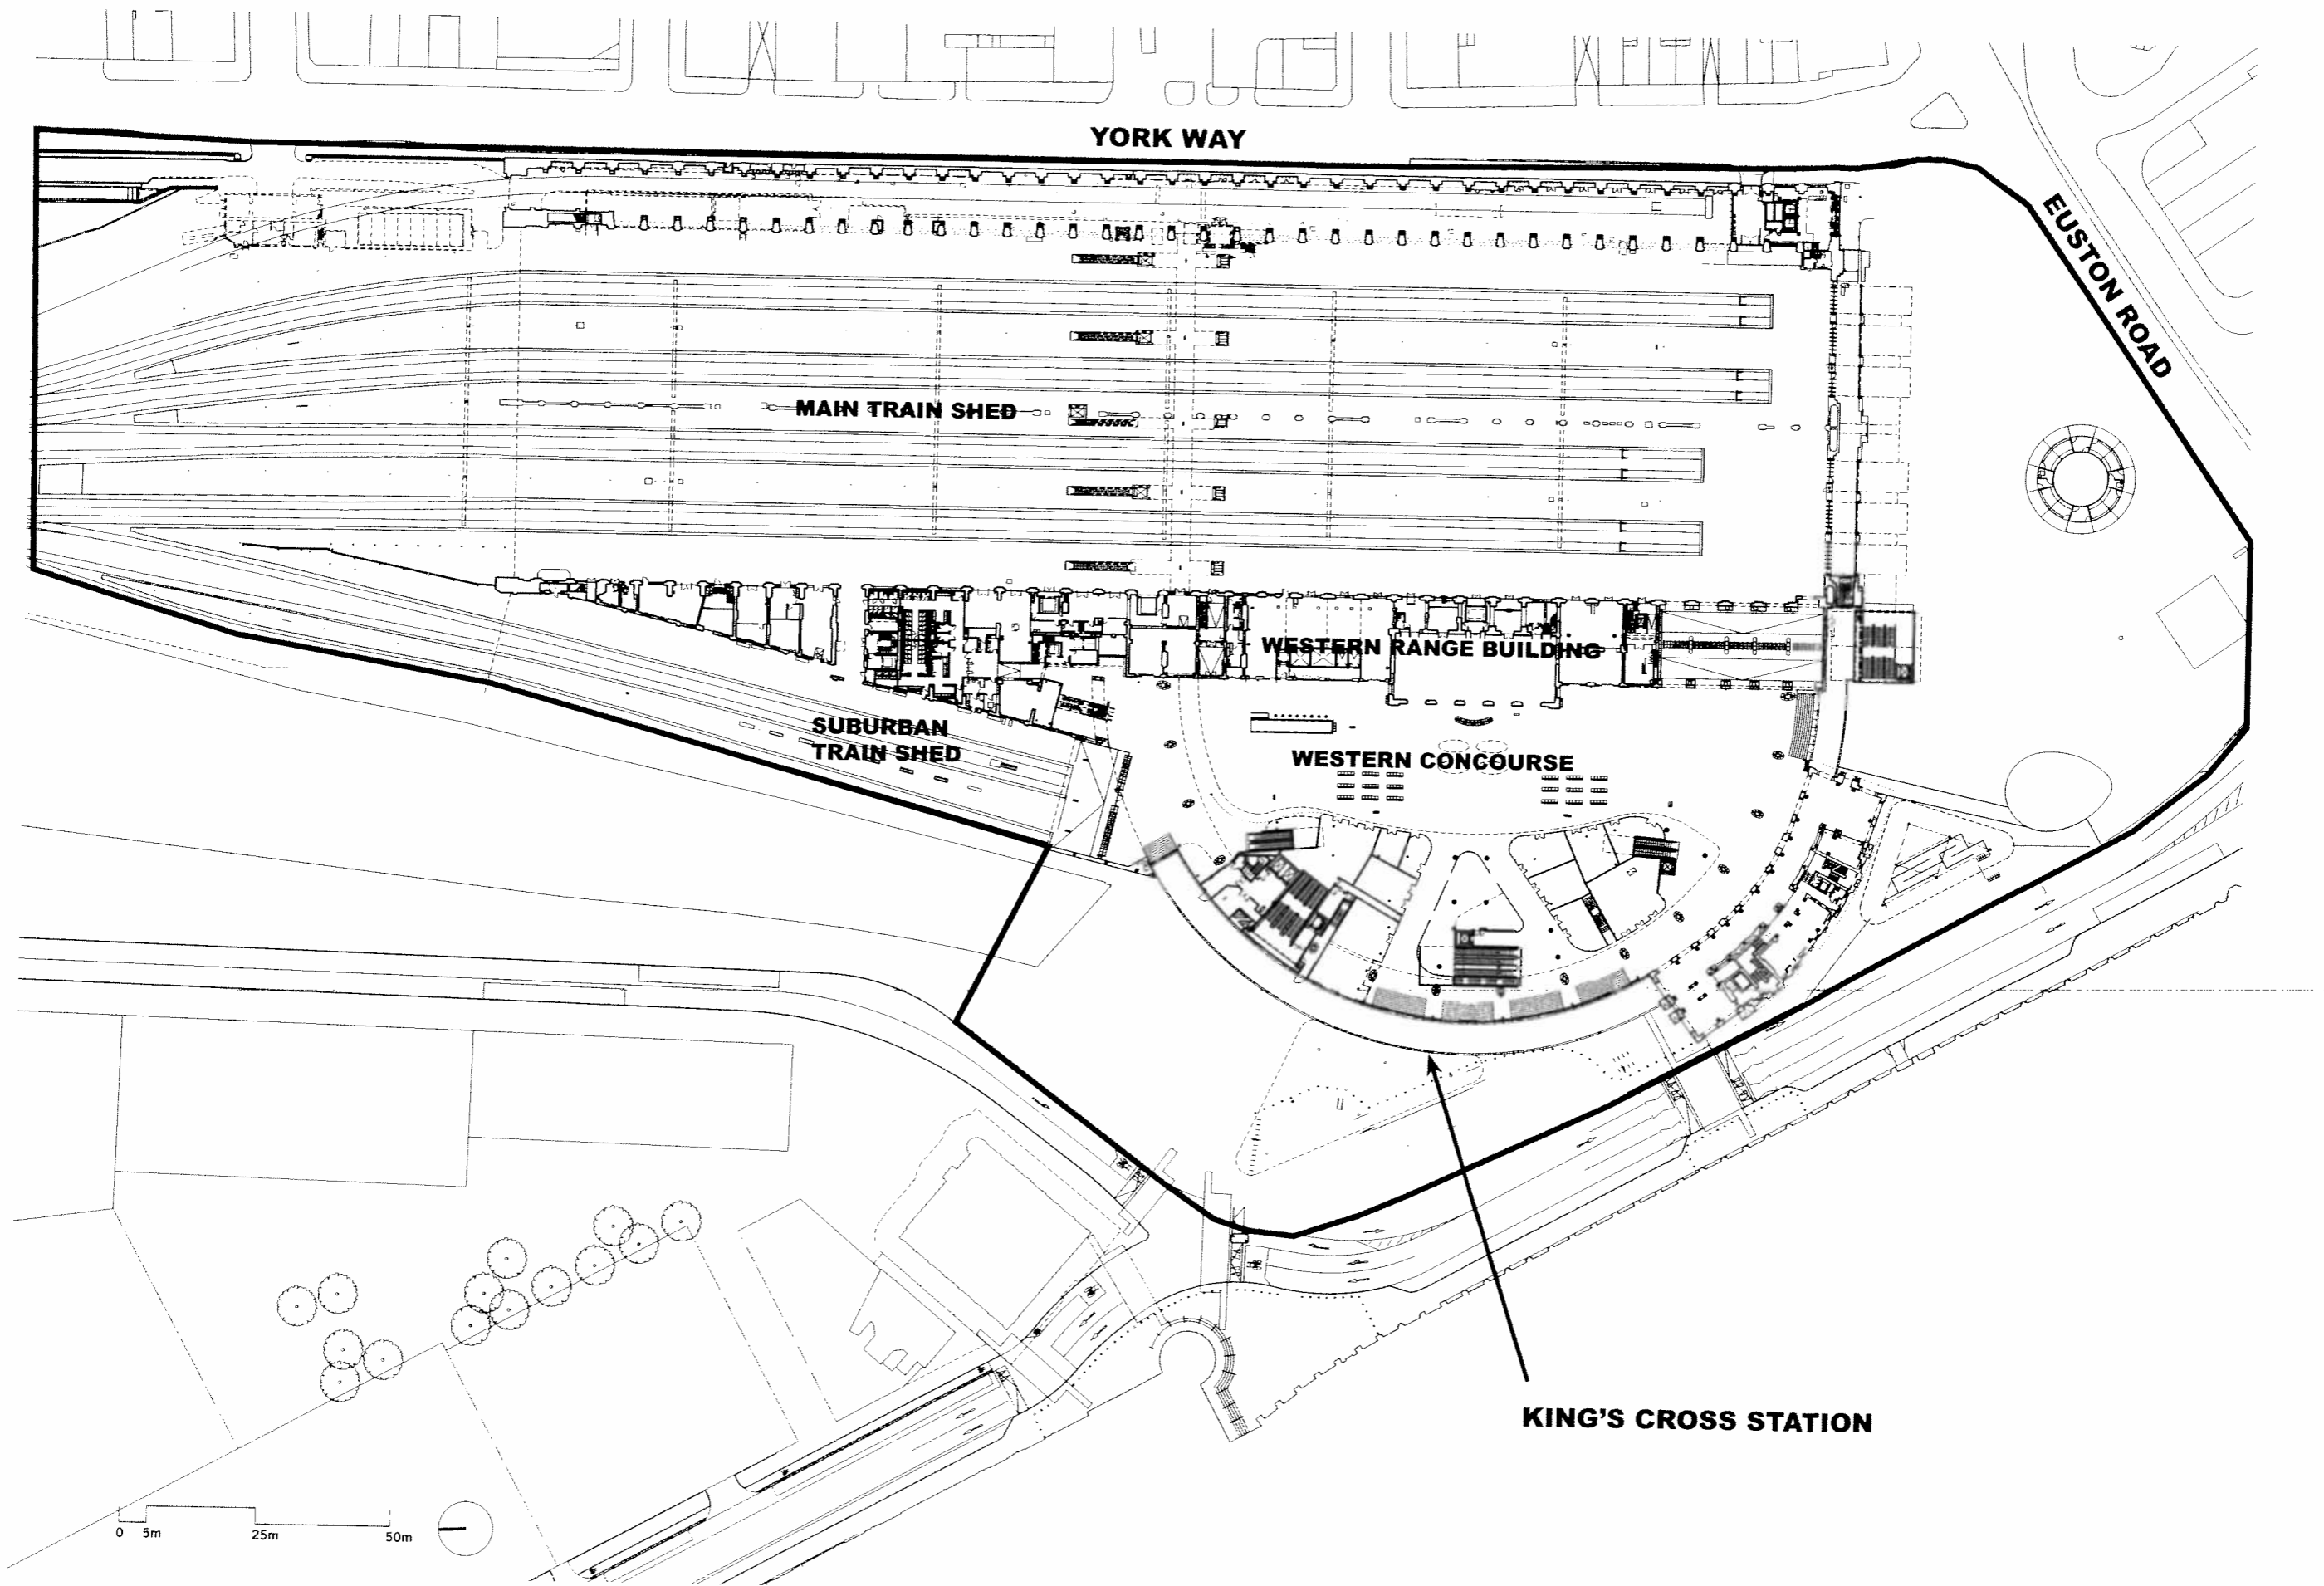 YORK WAY
EUSTON ROAD
MAIN TRAIN SHED
WESTERN RANGE BUILDING
SUBURBAN
TRAIN SHED
WESTERN CONCOURSE
KING'S CROSS STATION
0 5m 25m 50m